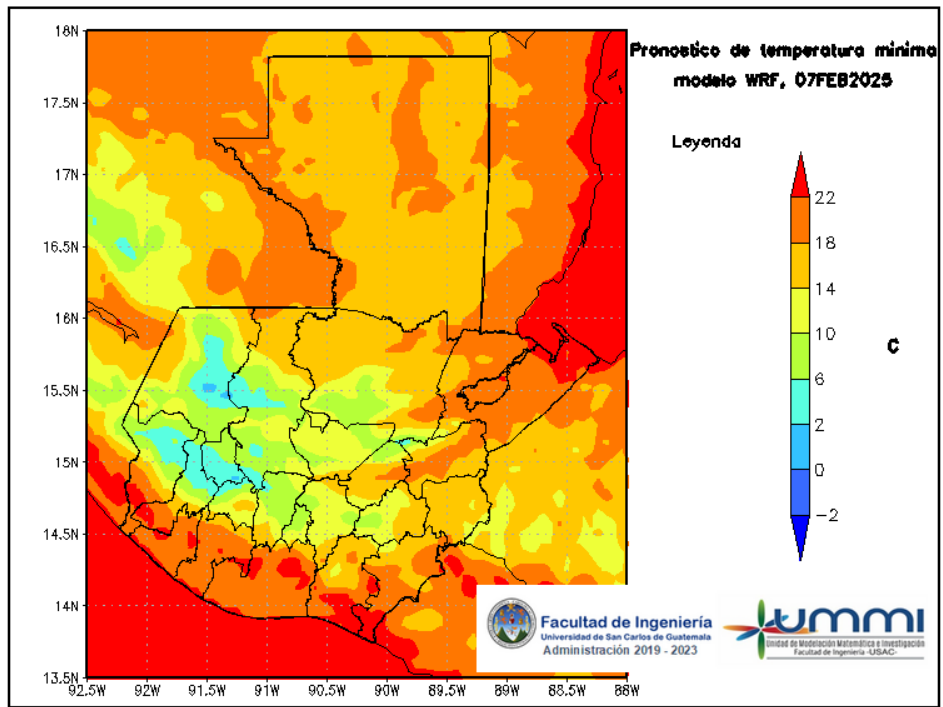 Pronostico de temperatura minima
modelo WRF, 07FEB2025
Leyenda
22
18
14
10
6
2
0
−2
C
18N
17.5N
17N
16.5N
16N
15.5N
15N
14.5N
14N
13.5N
92.5W 92W 91.5W 91W 90.5W 90W 89.5W 89W 88.5W 88W
Facultad de Ingeniería
Universidad de San Carlos de Guatemala
Administración 2019 - 2023
ummi
Unidad de Modelación Matemática e Investigación
Facultad de Ingeniería -USAC-